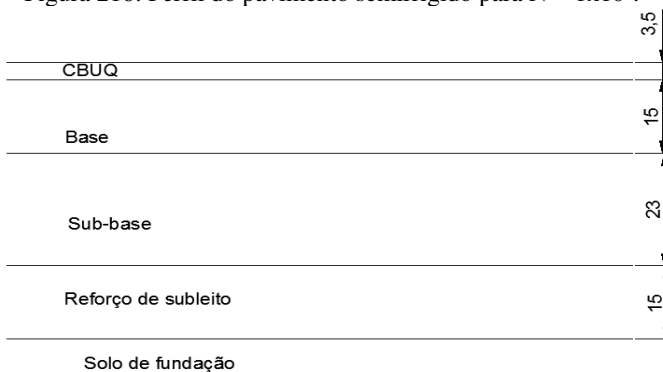 3,5
CBUQ
15
Base
23
Sub-base
15
Reforço de subleito
Solo de fundação